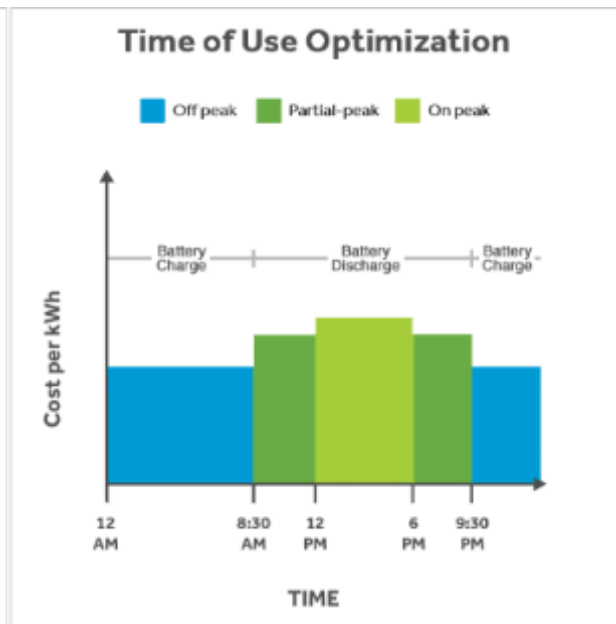 Time of Use Optimization
Off peak Partial-peak On peak
Battery Battery Battery
Charge Discharge Charge
Cost per kWh
12 8:30 12 6 9:30
AM AM PM PM PM
TIME